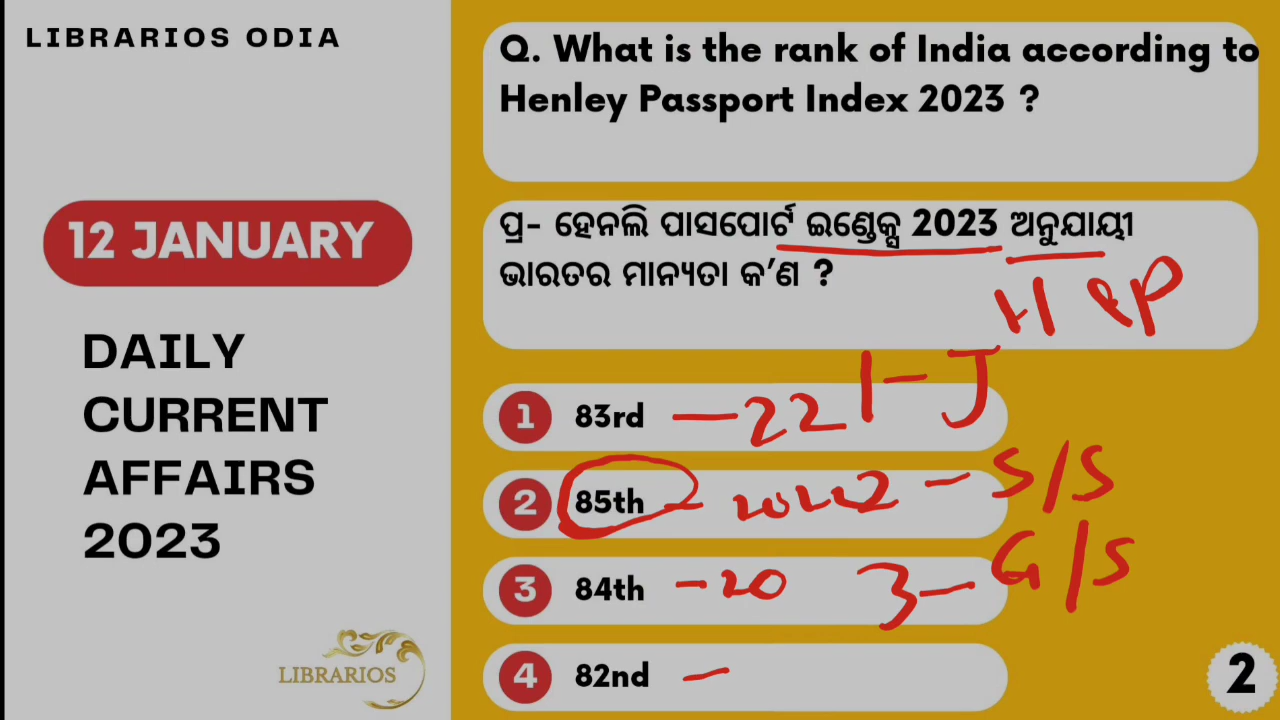 LIBRARIOS ODIA
12 JANUARY
DAILY
CURRENT
AFFAIRS
2023
LIBRARIOS
Q. What is the rank of India according to
Henley Passport Index 2023 ?
ପ୍ର- ହେନଲି ପାସପୋର୍ଟ ଇଣ୍ଡେକ୍ସ 2023 ଅନୁଯାୟୀ
ଭାରତର ମାନ୍ୟତା କ'ଣ ?
1 83rd — 22 1 - J
2 85th - 2 - S/S
3 84th - 20 3 - G/S
4 82nd -
2